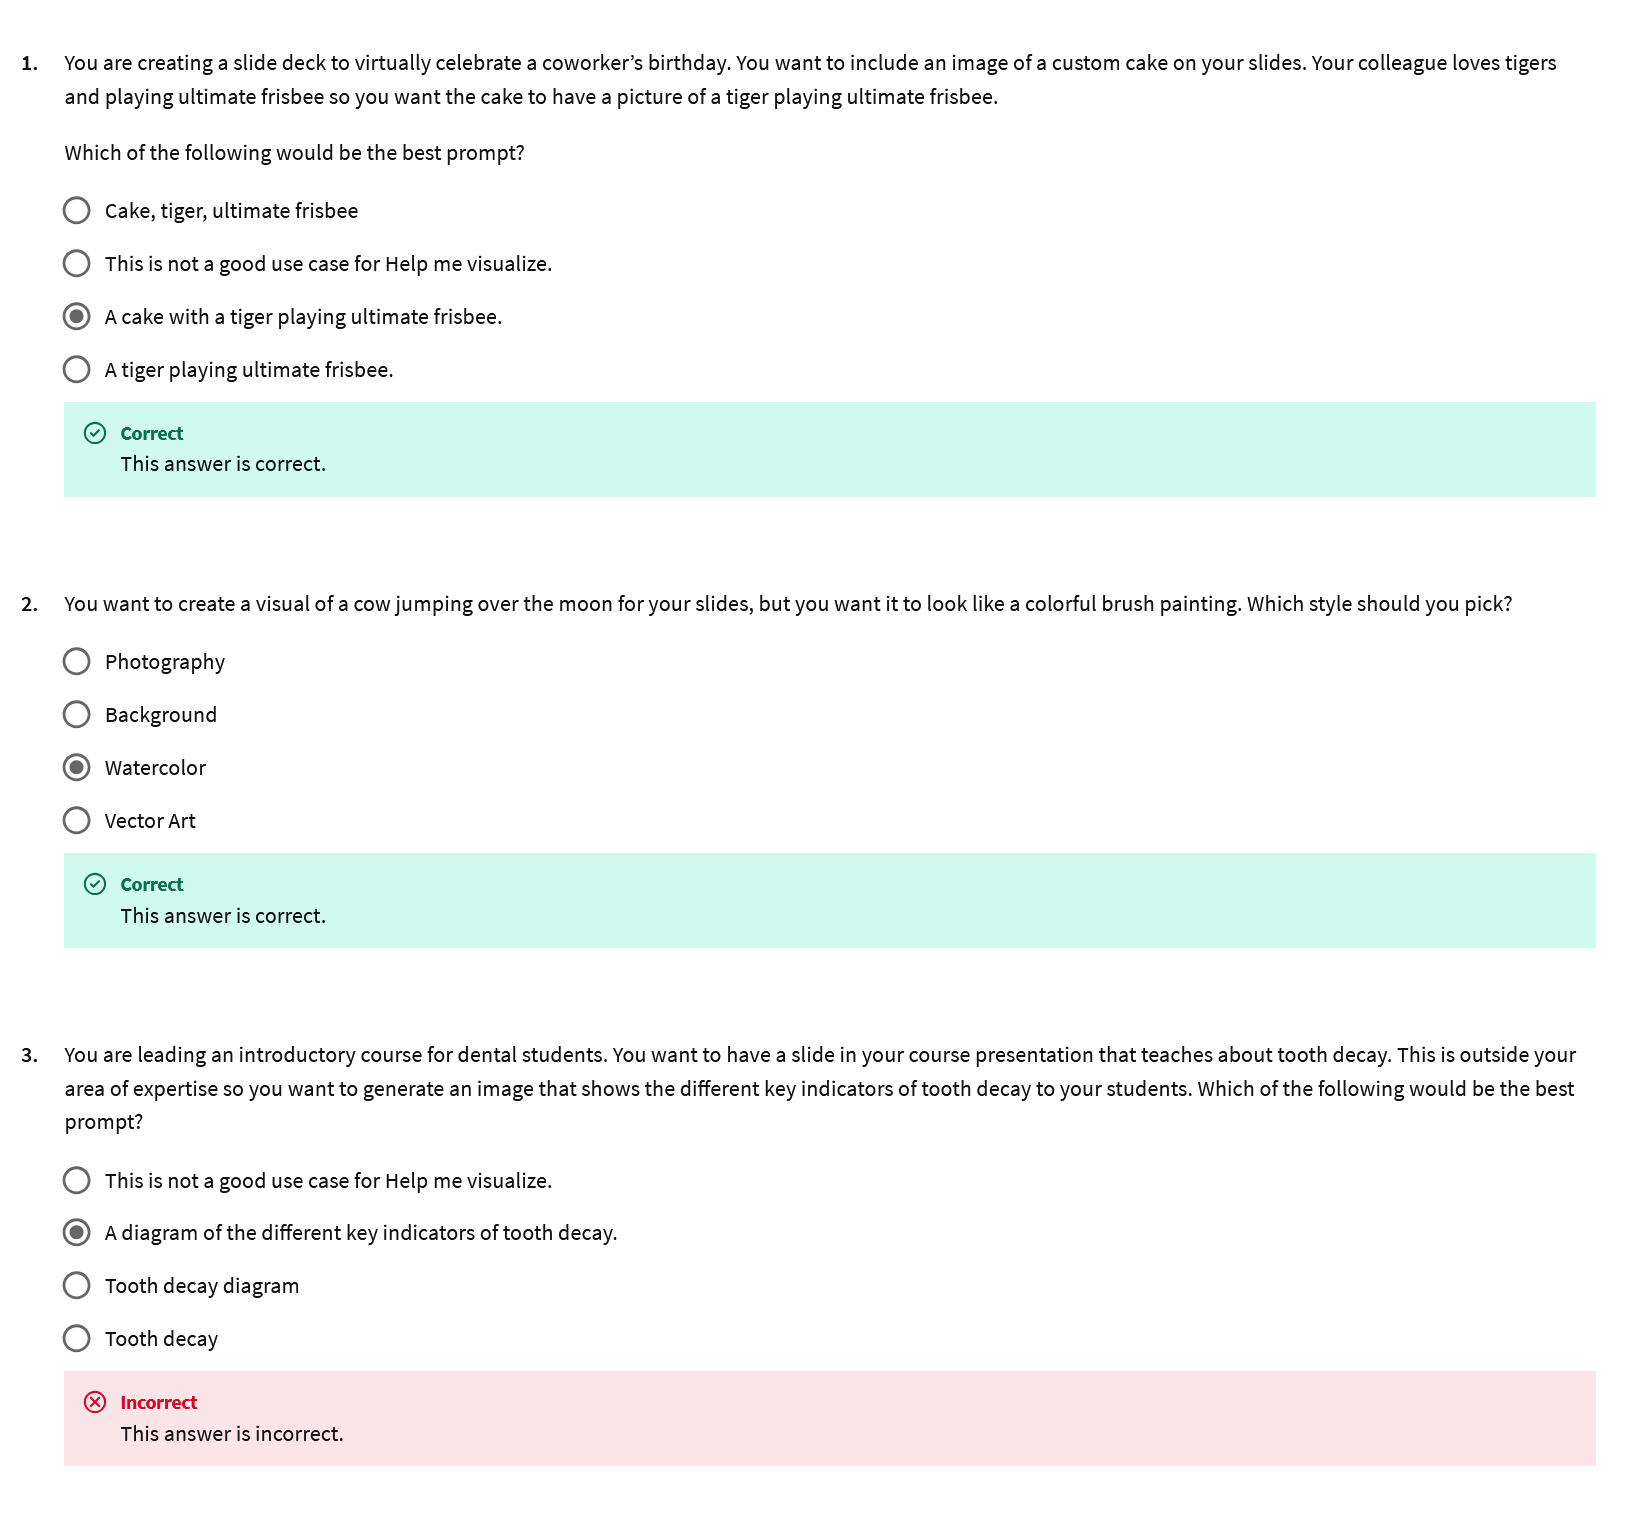 1. You are creating a slide deck to virtually celebrate a coworker’s birthday. You want to include an image of a custom cake on your slides. Your colleague loves tigers
and playing ultimate frisbee so you want the cake to have a picture of a tiger playing ultimate frisbee.
Which of the following would be the best prompt?
Cake, tiger, ultimate frisbee
This is not a good use case for Help me visualize.
A cake with a tiger playing ultimate frisbee.
A tiger playing ultimate frisbee.
Correct
This answer is correct.
2. You want to create a visual of a cow jumping over the moon for your slides, but you want it to look like a colorful brush painting. Which style should you pick?
Photography
Background
Watercolor
Vector Art
Correct
This answer is correct.
3. You are leading an introductory course for dental students. You want to have a slide in your course presentation that teaches about tooth decay. This is outside your
area of expertise so you want to generate an image that shows the different key indicators of tooth decay to your students. Which of the following would be the best
prompt?
This is not a good use case for Help me visualize.
A diagram of the different key indicators of tooth decay.
Tooth decay diagram
Tooth decay
Incorrect
This answer is incorrect.